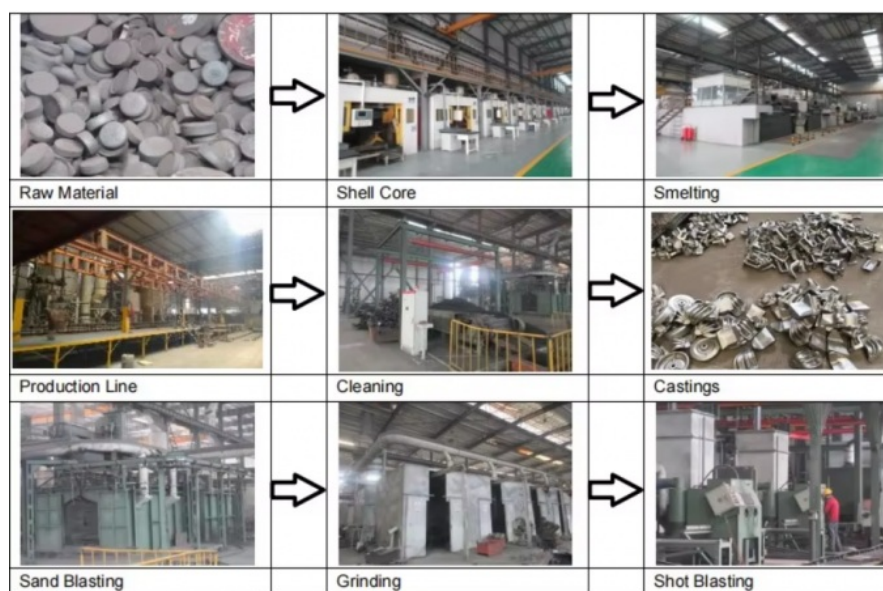 Raw Material
Shell Core
Smelting
Production Line
Cleaning
Castings
Sand Blasting
Grinding
Shot Blasting